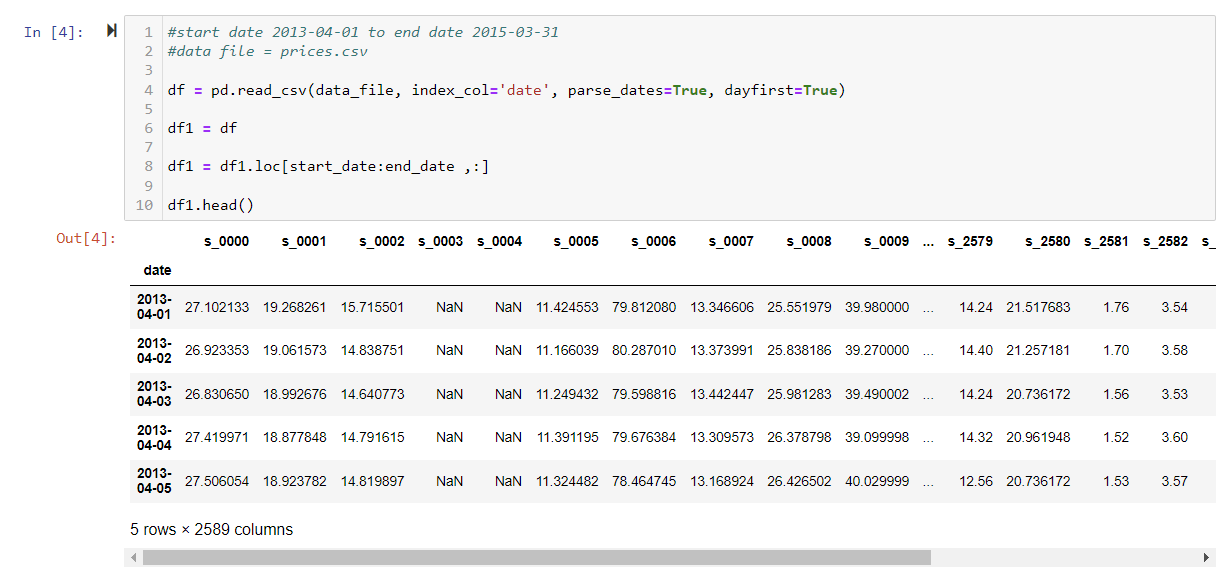 In [4]:
1 #start date 2013-04-01 to end date 2015-03-31
2 #data file = prices.csv
3
4 df = pd.read_csv(data_file, index_col='date', parse_dates=True, dayfirst=True)
5
6 df1 = df
7
8 df1 = df1.loc[start_date:end_date ,:]
9
10 df1.head()
Out[4]:
s_0000 s_0001 s_0002 s_0003 s_0004 s_0005 s_0006 s_0007 s_0008 s_0009 ... s_2579 s_2580 s_2581 s_2582 s_
date
2013-
04-01 27.102133 19.268261 15.715501 NaN NaN 11.424553 79.812080 13.346606 25.551979 39.980000 ... 14.24 21.517683 1.76 3.54
2013-
04-02 26.923353 19.061573 14.838751 NaN NaN 11.166039 80.287010 13.373991 25.838186 39.270000 ... 14.40 21.257181 1.70 3.58
2013-
04-03 26.830650 18.992676 14.640773 NaN NaN 11.249432 79.598816 13.442447 25.981283 39.490002 ... 14.24 20.736172 1.56 3.53
2013-
04-04 27.419971 18.877848 14.791615 NaN NaN 11.391195 79.676384 13.309573 26.378798 39.099998 ... 14.32 20.961948 1.52 3.60
2013-
04-05 27.506054 18.923782 14.819897 NaN NaN 11.324482 78.464745 13.168924 26.426502 40.029999 ... 12.56 20.736172 1.53 3.57
5 rows × 2589 columns